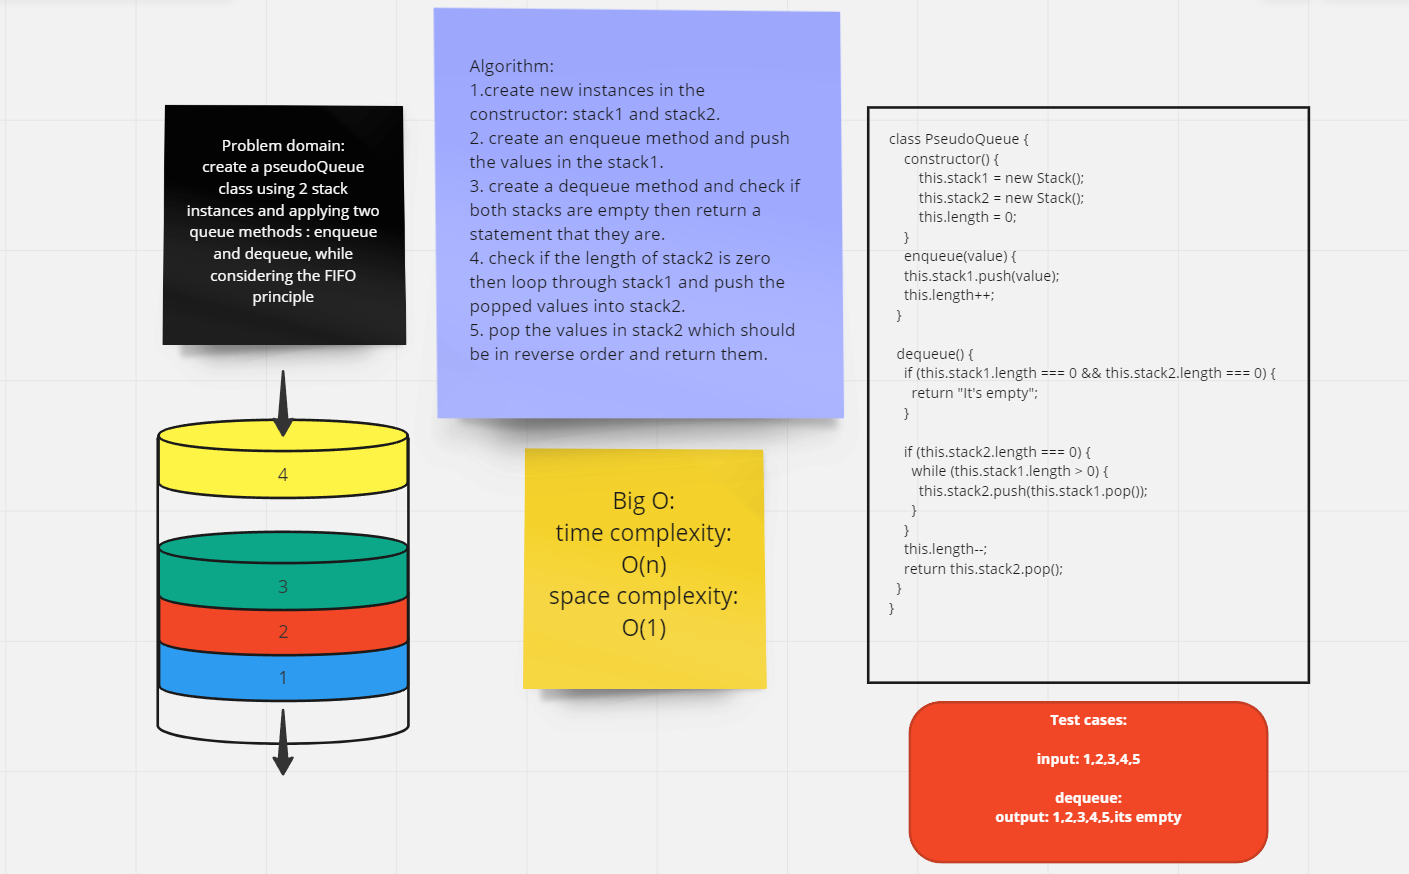 Problem domain:
create a pseudoQueue
class using 2 stack
instances and applying two
queue methods : enqueue
and dequeue, while
considering the FIFO
principle
4
3
2
1
Algorithm:
1.create new instances in the
constructor: stack1 and stack2.
2. create an enqueue method and push
the values in the stack1.
3. create a dequeue method and check if
both stacks are empty then return a
statement that they are.
4. check if the length of stack2 is zero
then loop through stack1 and push the
popped values into stack2.
5. pop the values in stack2 which should
be in reverse order and return them.
Big O:
time complexity:
O(n)
space complexity:
O(1)
class PseudoQueue {
constructor() {
this.stack1 = new Stack();
this.stack2 = new Stack();
this.length = 0;
}
enqueue(value) {
this.stack1.push(value);
this.length++;
}
dequeue() {
if (this.stack1.length === 0 && this.stack2.length === 0) {
return "It's empty";
}
if (this.stack2.length === 0) {
while (this.stack1.length > 0) {
this.stack2.push(this.stack1.pop());
}
}
this.length--;
return this.stack2.pop();
}
}
Test cases:
input: 1,2,3,4,5
dequeue:
output: 1,2,3,4,5,its empty